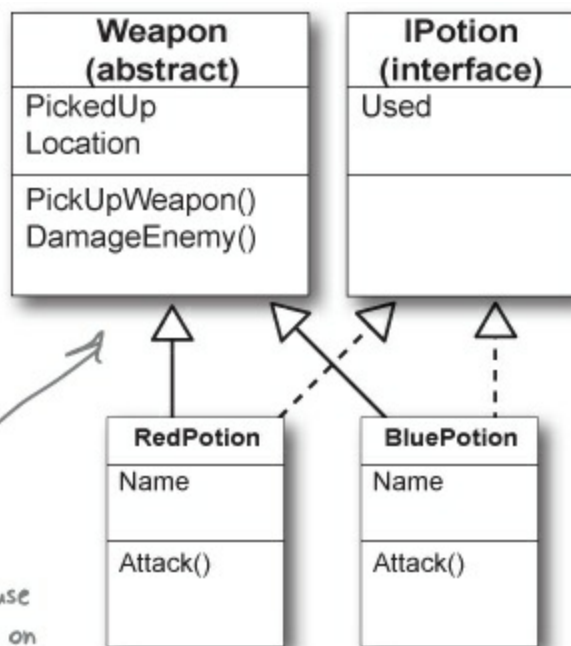 Weapon
(abstract)
PickedUp
Location
PickUpWeapon()
DamageEnemy()
IPotion
(interface)
Used
RedPotion
Name
Attack()
BluePotion
Name
Attack()
on